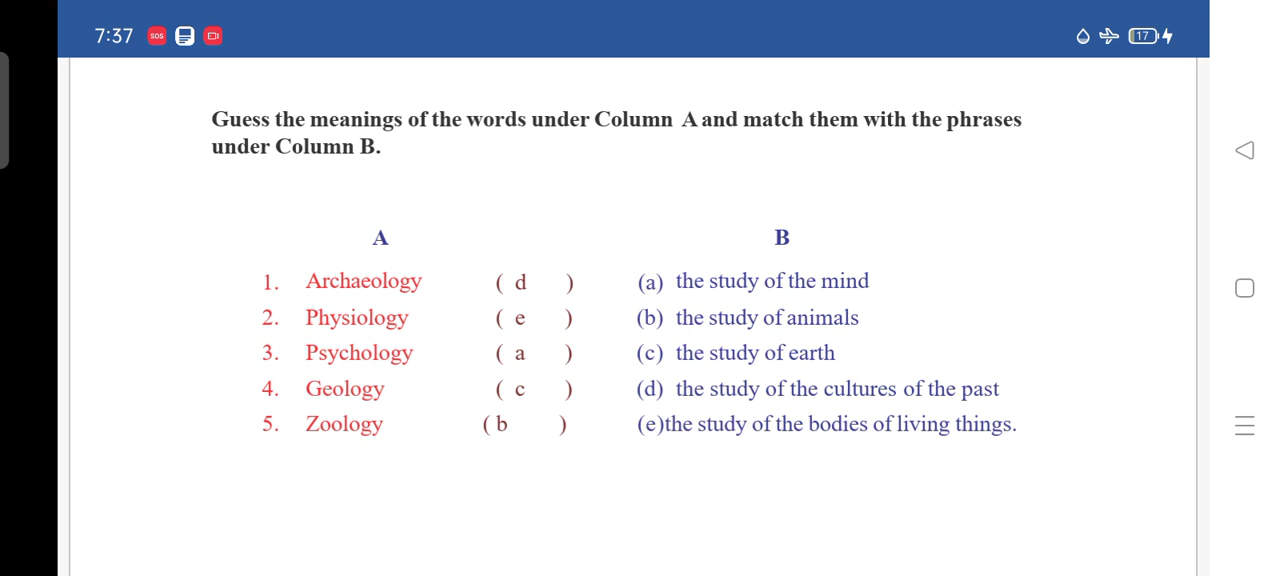 7:37 SOS 17
Guess the meanings of the words under Column A and match them with the phrases
under Column B.
A B
1. Archaeology ( d ) (a) the study of the mind
2. Physiology ( e ) (b) the study of animals
3. Psychology ( a ) (c) the study of earth
4. Geology ( c ) (d) the study of the cultures of the past
5. Zoology ( b ) (e)the study of the bodies of living things.